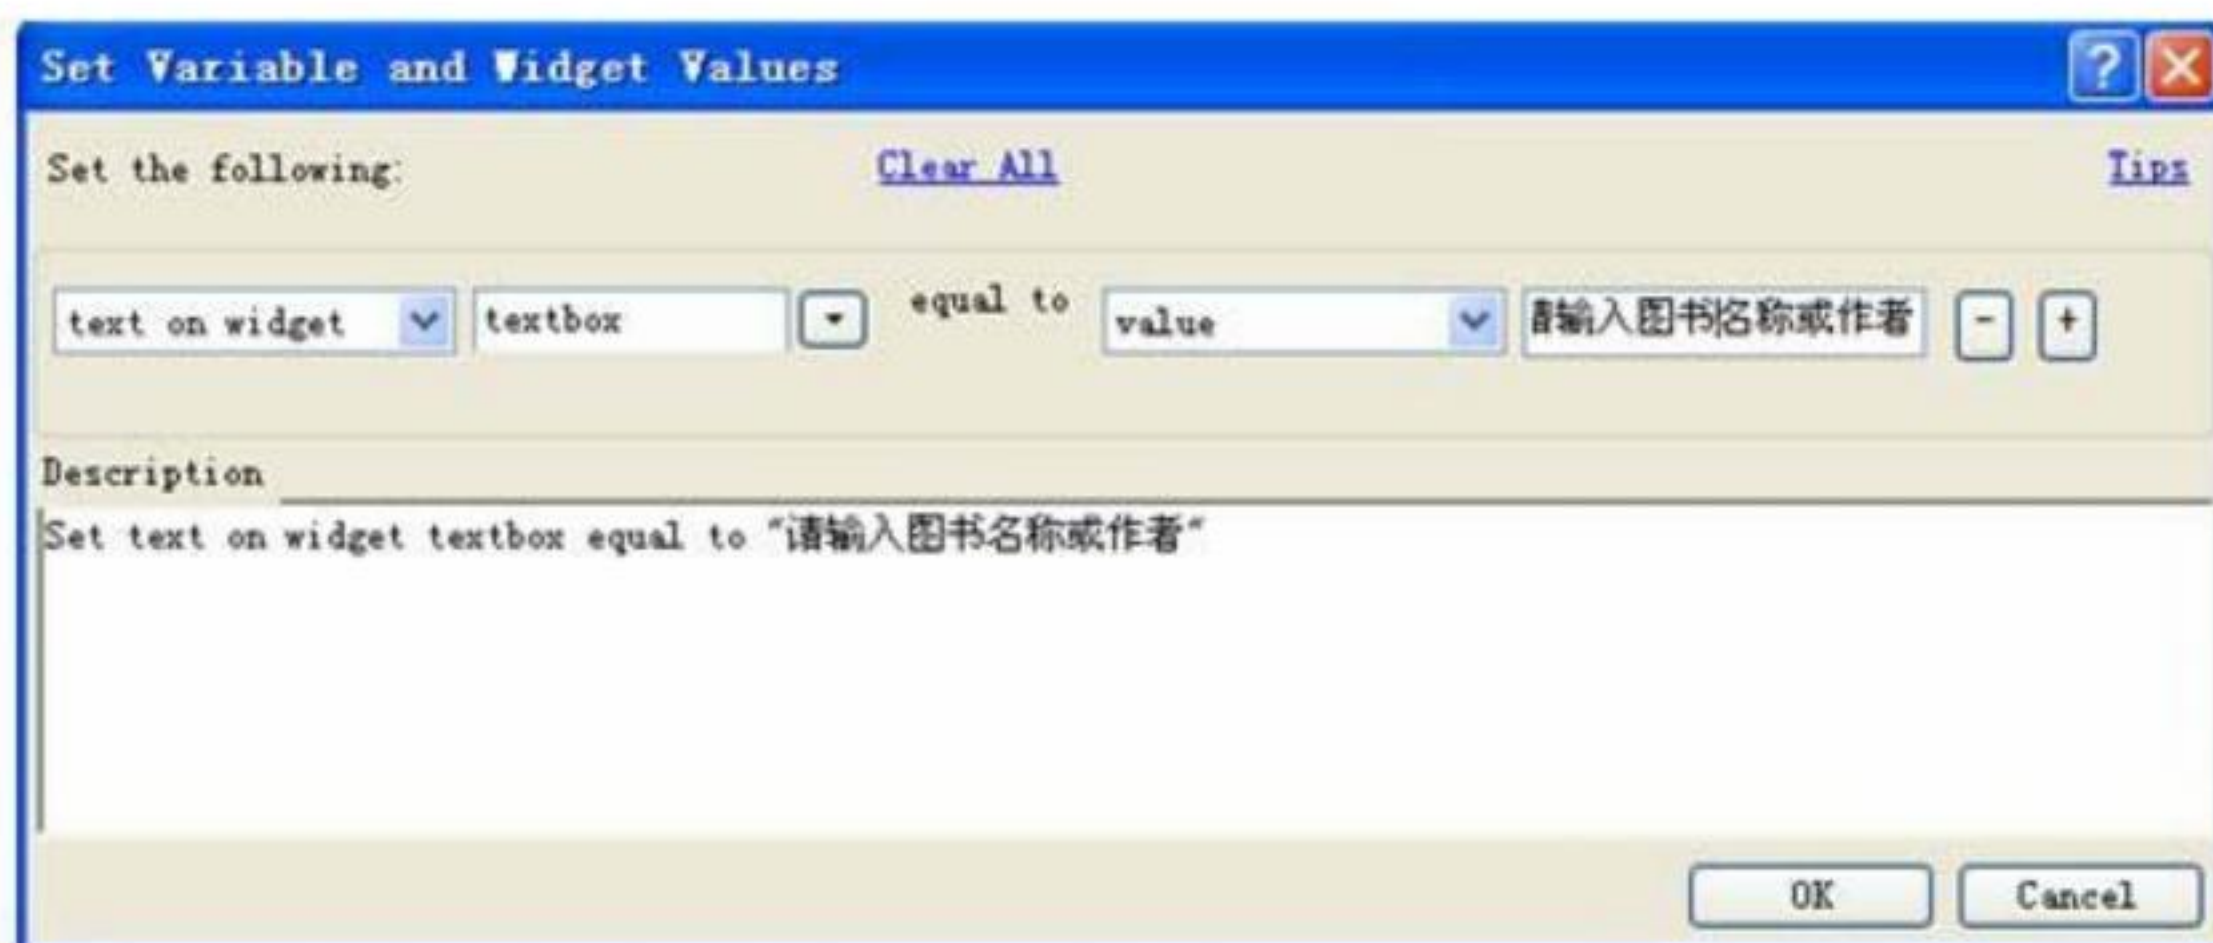 Set Variable and Widget Values
Set the following: Clear All Tips
text on widget textbox equal to value 请输入图书名称或作者 - +
Description
Set text on widget textbox equal to "请输入图书名称或作者"
OK Cancel